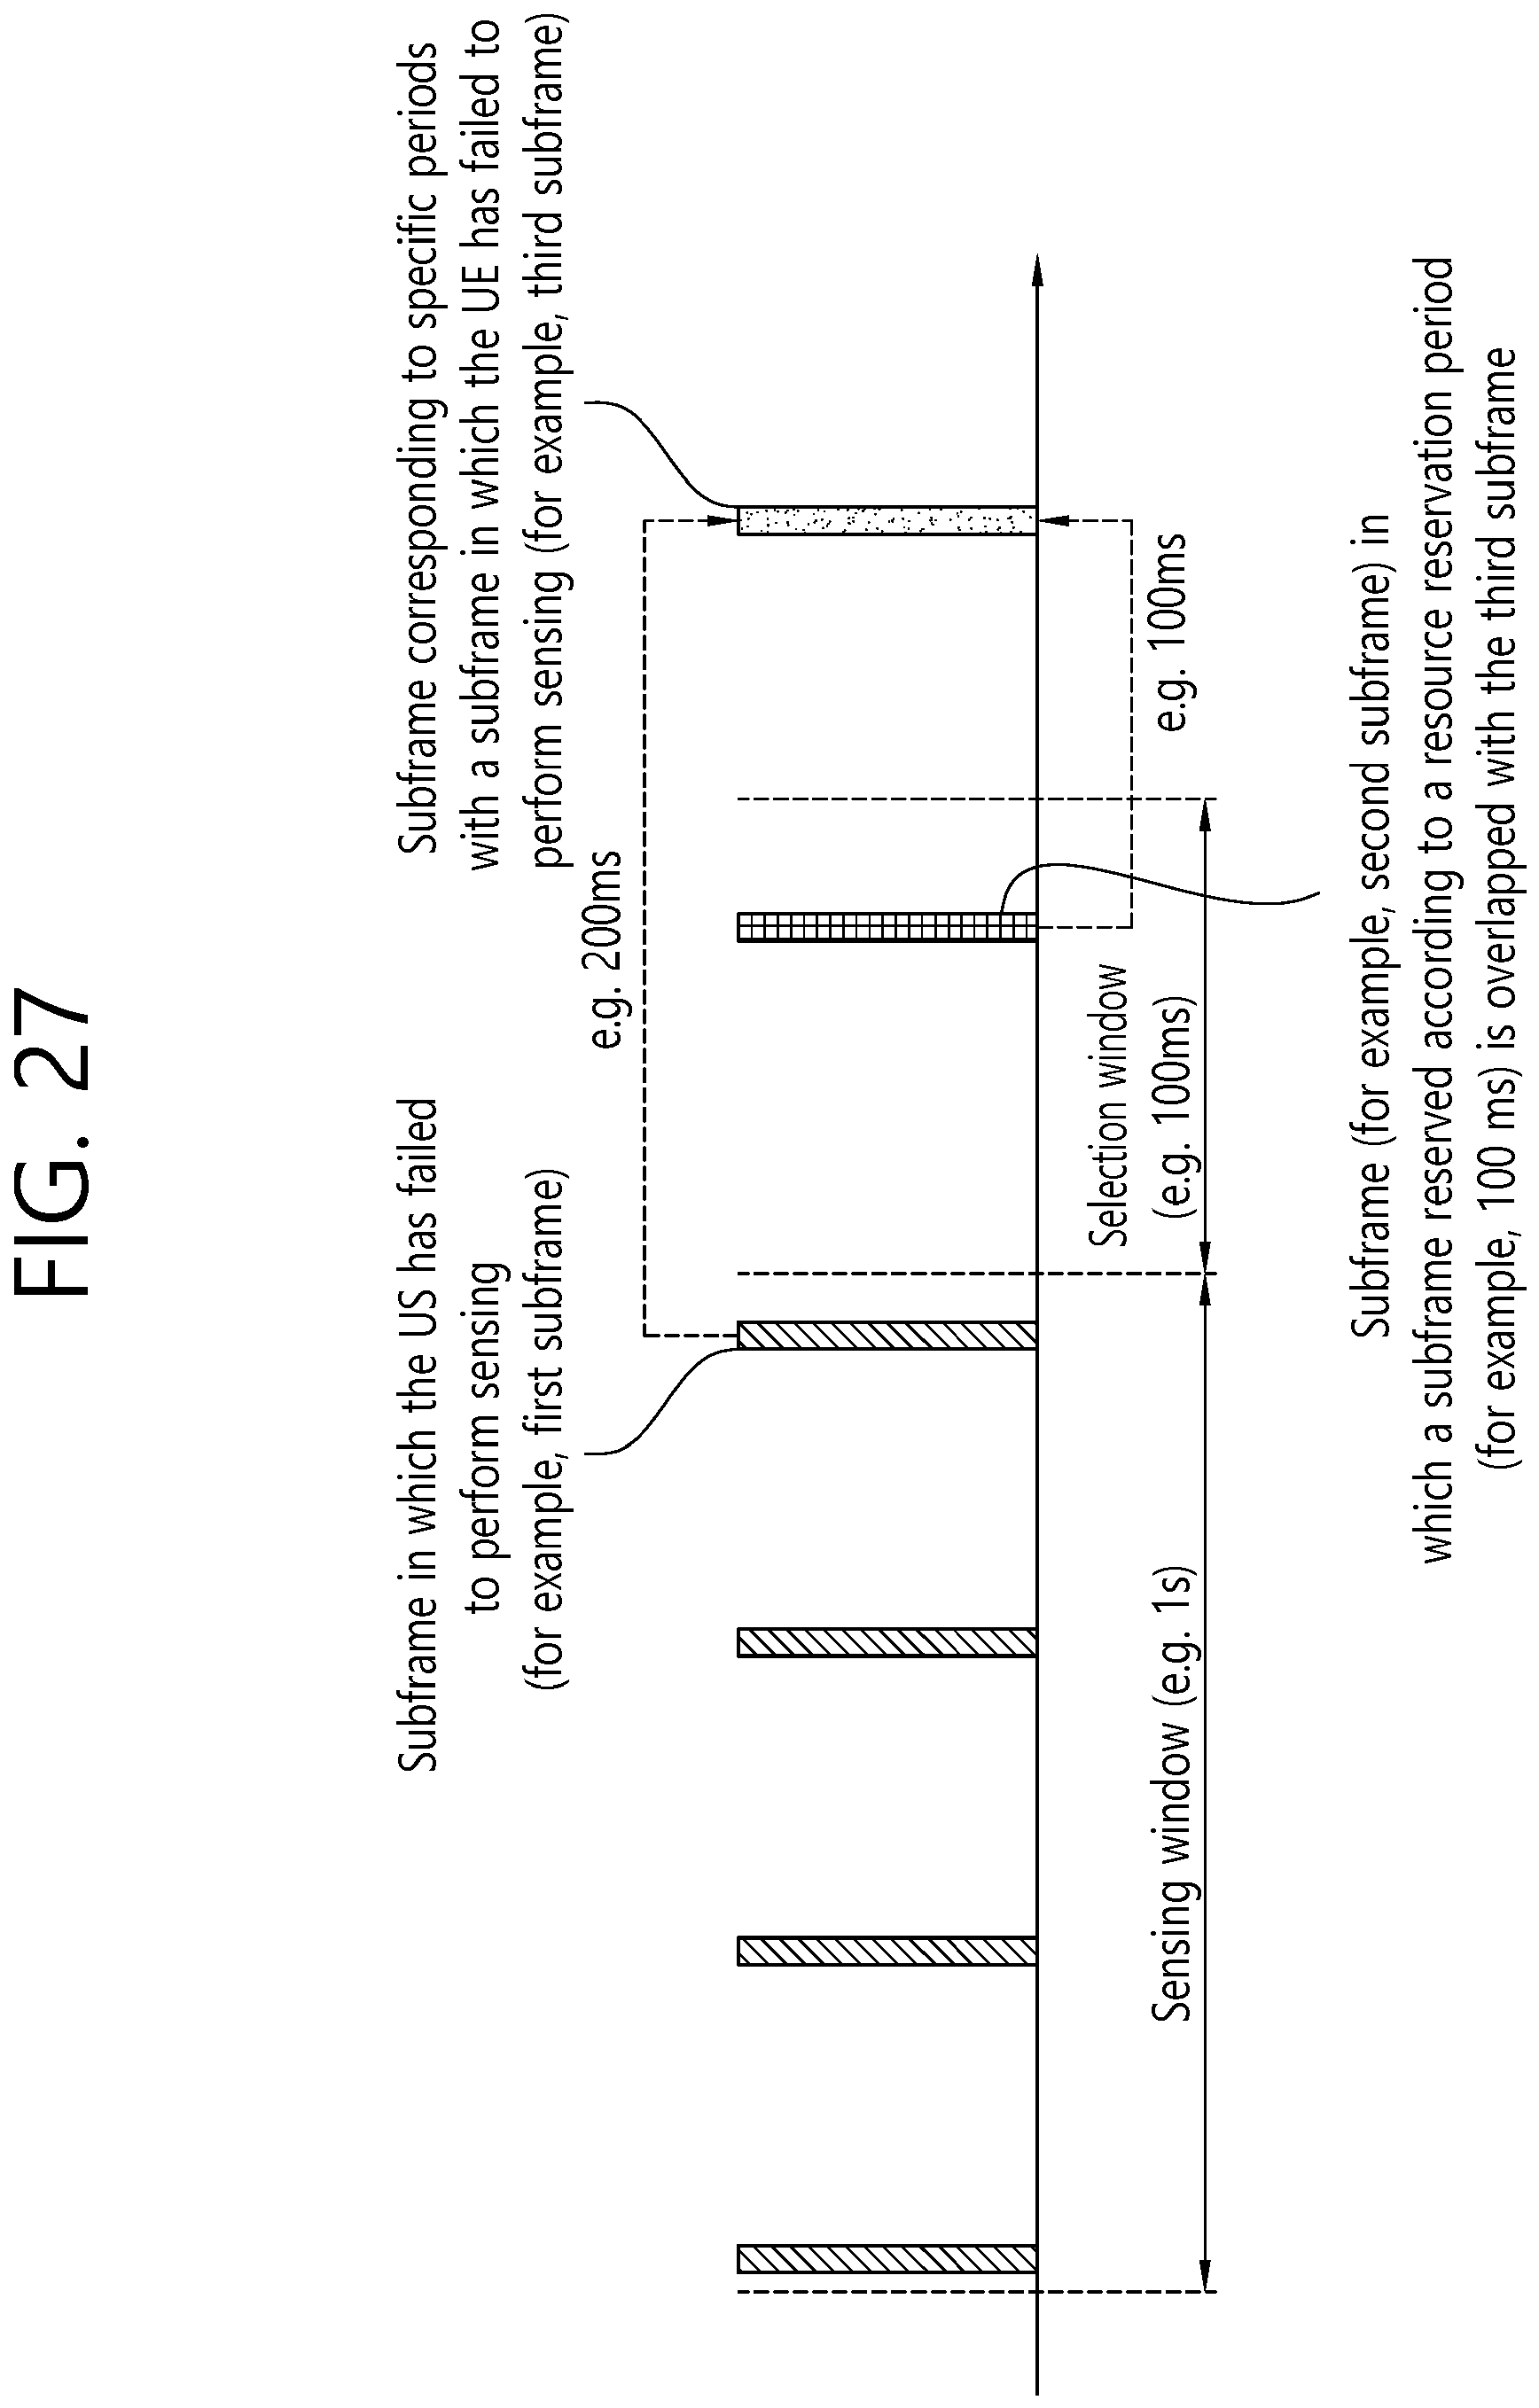 FIG. 27
Subframe in which the US has failed
to perform sensing
(for example, first subframe)
Subframe corresponding to specific periods
with a subframe in which the UE has failed to
perform sensing (for example, third subframe)
e.g. 200ms
Selection window
(e.g. 100ms)
e.g. 100ms
Sensing window (e.g. 1s)
Subframe (for example, second subframe) in
which a subframe reserved according to a resource reservation period
(for example, 100 ms) is overlapped with the third subframe